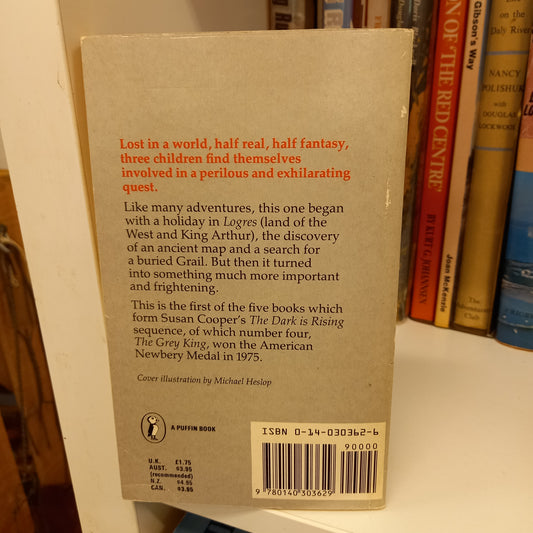 Lost in a world, half real, half fantasy,
three children find themselves
involved in a perilous and exhilarating
quest.
Like many adventures, this one began
with a holiday in Logres (land of the
West and King Arthur), the discovery
of an ancient map and a search for
a buried Grail. But then it turned
into something much more important
and frightening.
This is the first of the five books which
form Susan Cooper's The Dark is Rising
sequence, of which number four,
The Grey King, won the American
Newbery Medal in 1975.
Cover illustration by Michael Heslop
A PUFFIN BOOK
U.K. £1.75
AUST. $3.95
(recommended)
N.Z. $4.95
CAN. $3.95
ISBN 0-14-030362-6
90000
9 780140 303629
OF 'THE RED CENTRE'
BY KURT G JOHANNSEN
Gibson's Way
Joan McKenzie
on the
Daly River
NANCY
POLISHUK
with
DOUGLAS
LOCKWOOD
The
Adventurers
Club